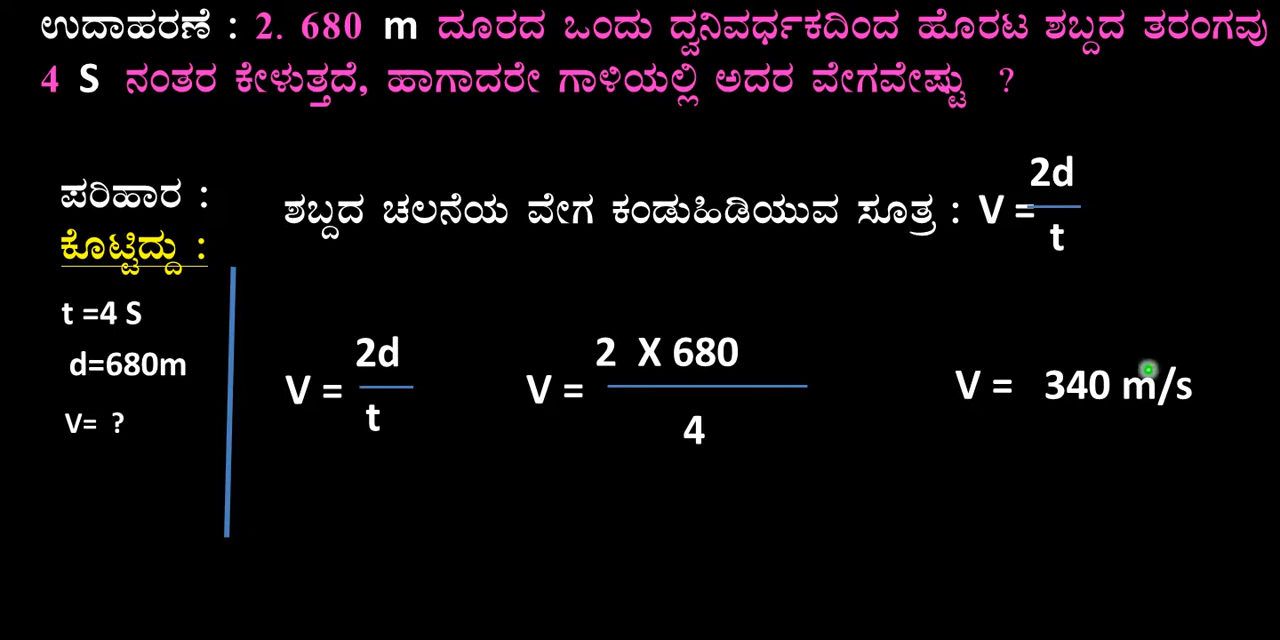 ಉದಾಹರಣೆ : 2. 680 m ದೂರದ ಒಂದು ದ್ವನಿವರ್ಧಕದಿಂದ ಹೊರಟ ಶಬ್ದದ ತರಂಗವು
4 S ನಂತರ ಕೇಳುತ್ತದೆ, ಹಾಗಾದರೇ ಗಾಳಿಯಲ್ಲಿ ಅದರ ವೇಗವೇಷ್ಟು ?
ಪರಿಹಾರ :
ಶಬ್ದದ ಚಲನೆಯ ವೇಗ ಕಂಡುಹಿಡಿಯುವ ಸೂತ್ರ : V = 2d / t
ಕೊಟ್ಟಿದ್ದು :
t =4 S
d=680m
V= ?
V = 2d / t
V = 2 X 680 / 4
V = 340 m/s